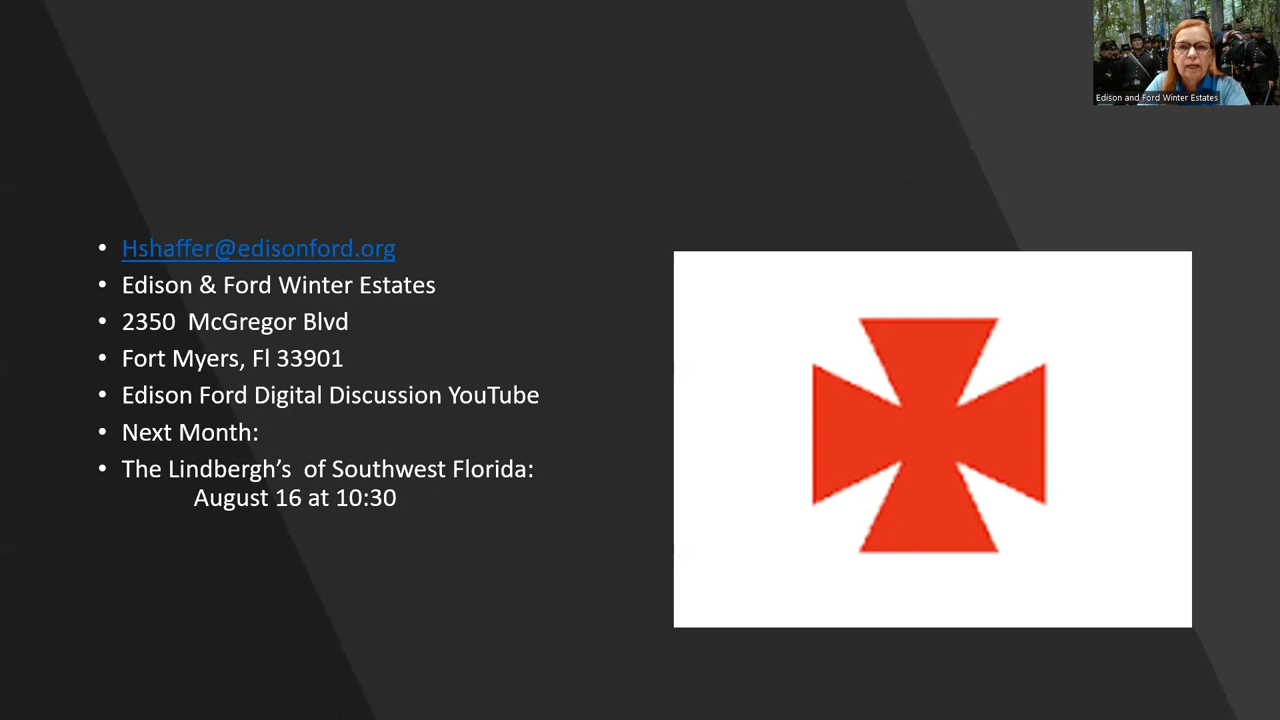 Edison and Ford Winter Estates
• Hshaffer@edisonford.org
• Edison & Ford Winter Estates
• 2350  McGregor Blvd
• Fort Myers, Fl 33901
• Edison Ford Digital Discussion YouTube
• Next Month:
• The Lindbergh’s  of Southwest Florida:
August 16 at 10:30